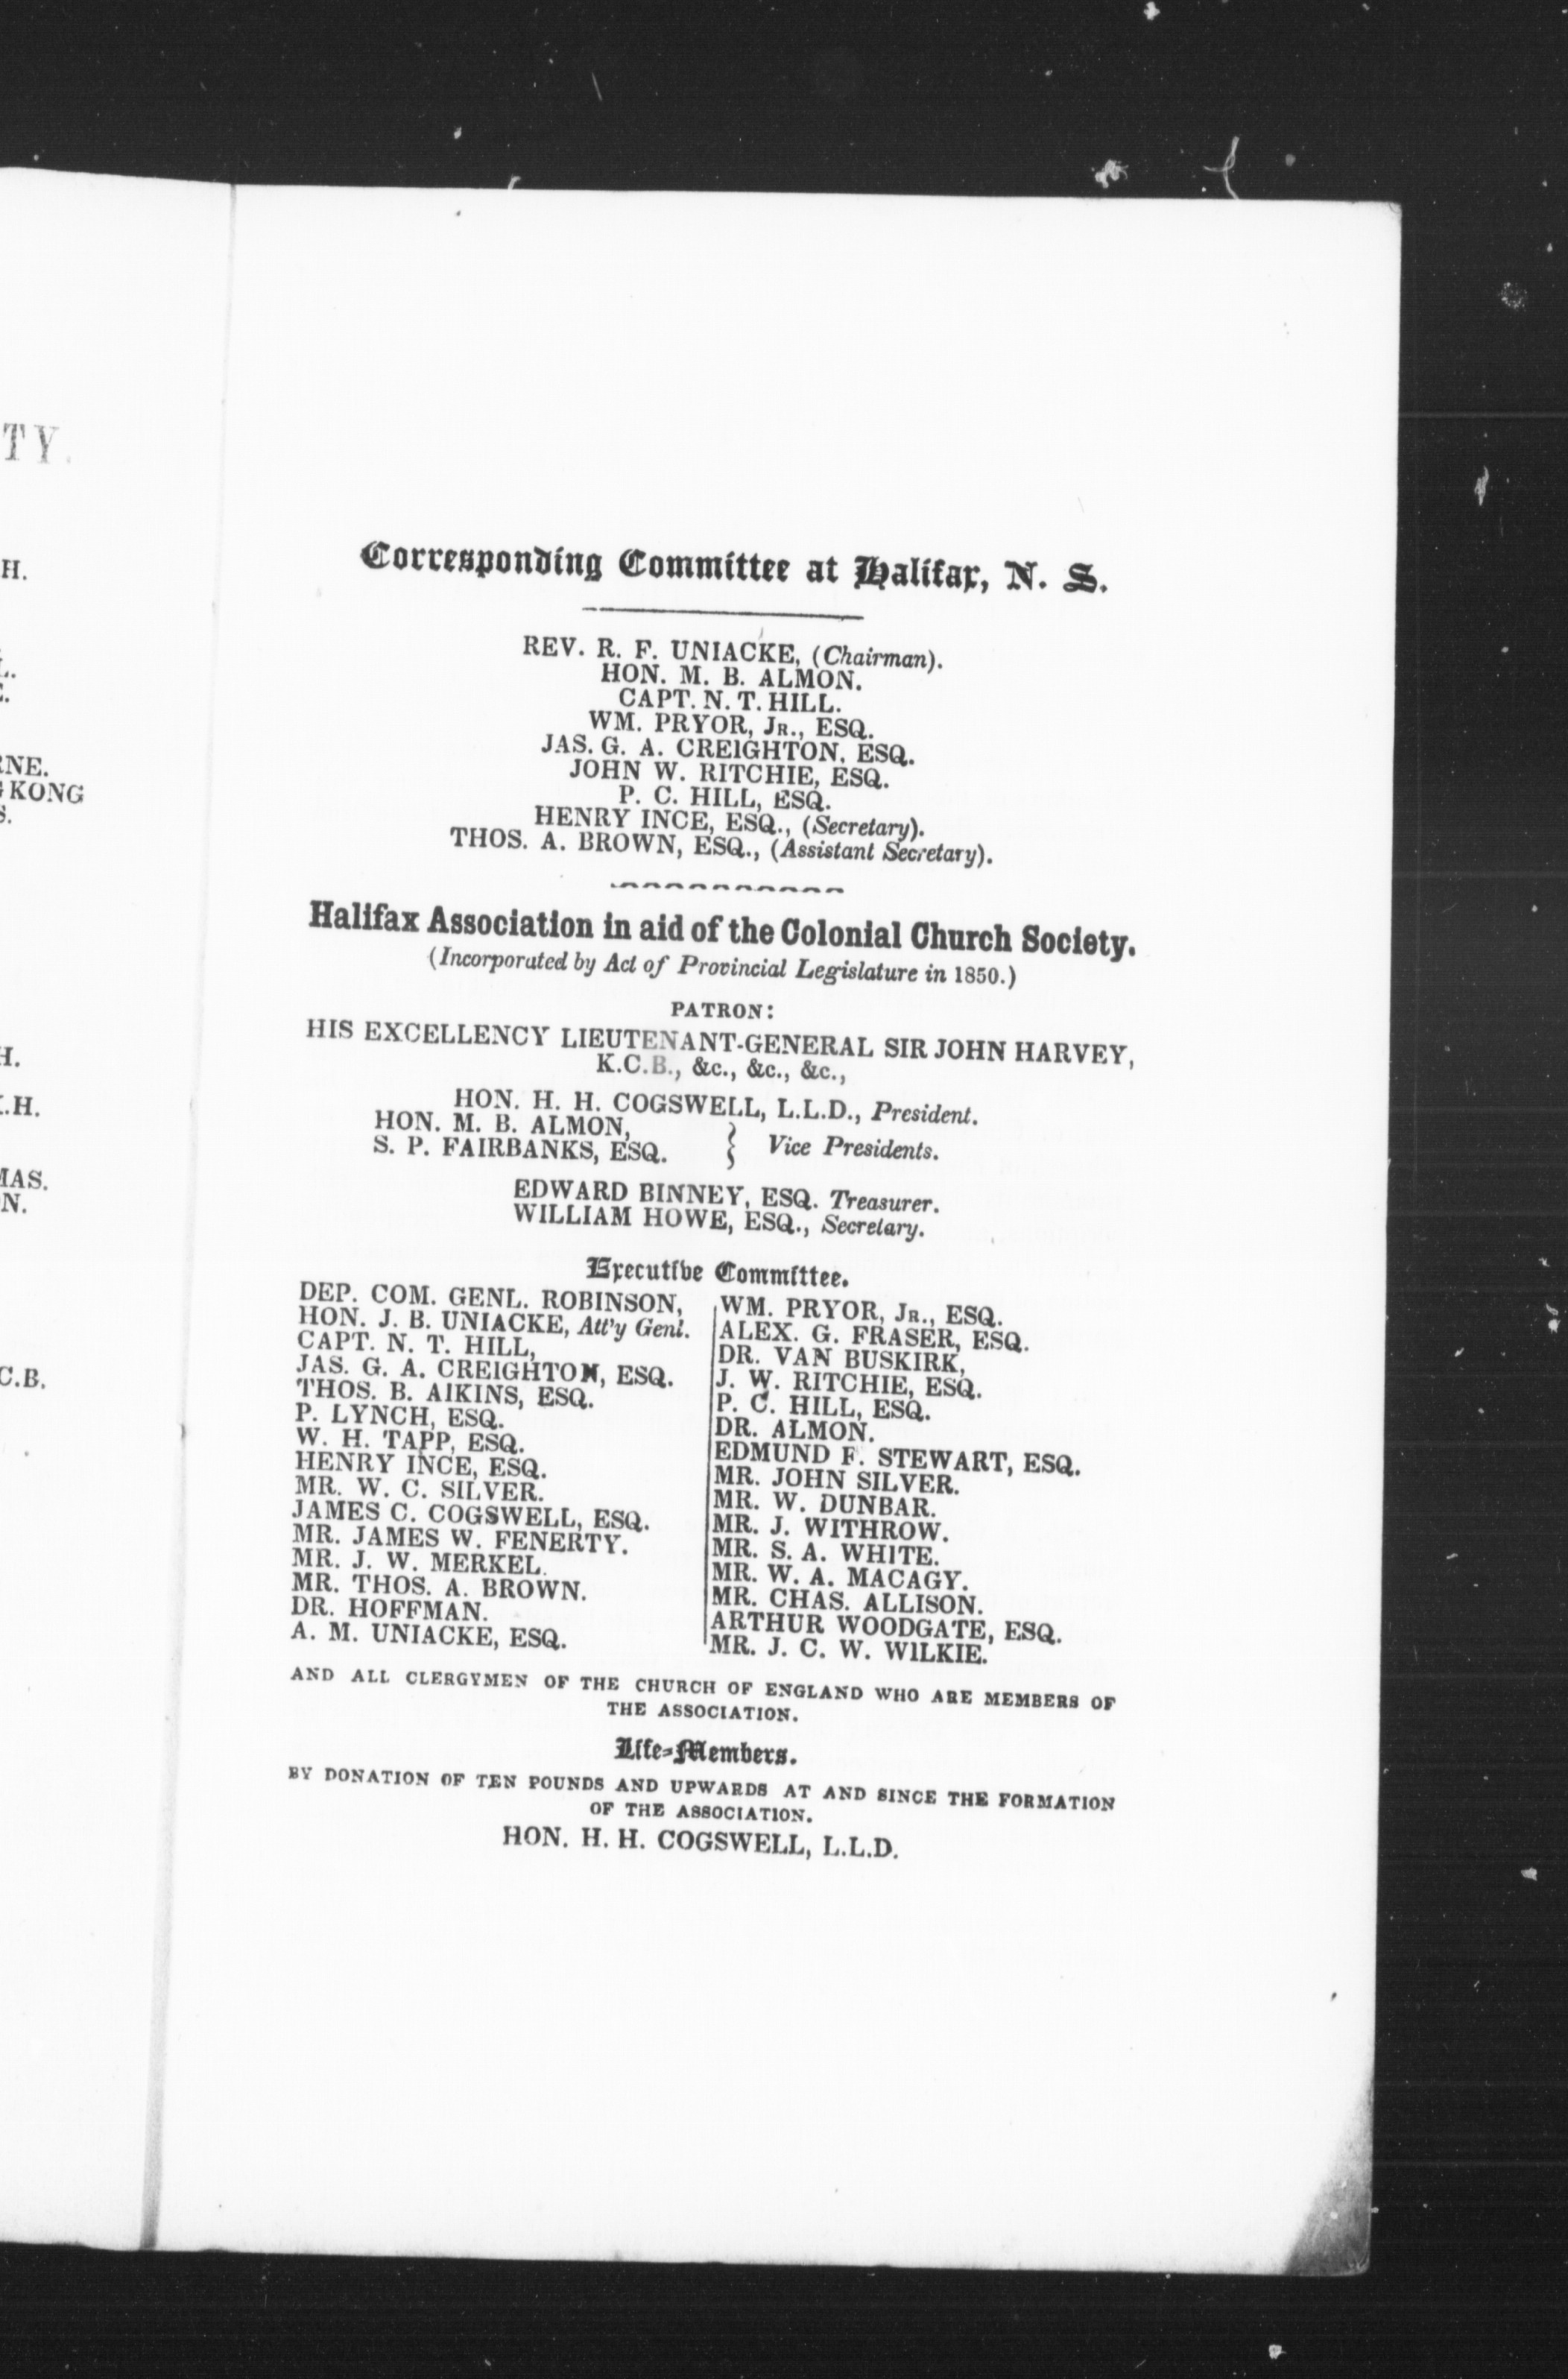 TY.
H.
L.
E.
RNE.
KONG
S.
H.
.H.
MAS.
N.
C.B.
Corresponding Committee at Halifax, N. S.
REV. R. F. UNIACKE, (Chairman).
HON. M. B. ALMON.
CAPT. N. T. HILL.
WM. PRYOR, JR., ESQ.
JAS. G. A. CREIGHTON, ESQ.
JOHN W. RITCHIE, ESQ.
P. C. HILL, ESQ.
HENRY INCE, ESQ., (Secretary).
THOS. A. BROWN, ESQ., (Assistant Secretary).
Halifax Association in aid of the Colonial Church Society.
(Incorporated by Act of Provincial Legislature in 1850.)
PATRON:
HIS EXCELLENCY LIEUTENANT-GENERAL SIR JOHN HARVEY,
K.C.B., &c., &c., &c.,
HON. H. H. COGSWELL, L.L.D., President.
HON. M. B. ALMON,
S. P. FAIRBANKS, ESQ. } Vice Presidents.
EDWARD BINNEY, ESQ. Treasurer.
WILLIAM HOWE, ESQ., Secretary.
Executive Committee.
DEP. COM. GENL. ROBINSON,
HON. J. B. UNIACKE, Att'y Genl.
CAPT. N. T. HILL,
JAS. G. A. CREIGHTON, ESQ.
THOS. B. AIKINS, ESQ.
P. LYNCH, ESQ.
W. H. TAPP, ESQ.
HENRY INCE, ESQ.
MR. W. C. SILVER.
JAMES C. COGSWELL, ESQ.
MR. JAMES W. FENERTY.
MR. J. W. MERKEL.
MR. THOS. A. BROWN.
DR. HOFFMAN.
A. M. UNIACKE, ESQ.
WM. PRYOR, JR., ESQ.
ALEX. G. FRASER, ESQ.
DR. VAN BUSKIRK,
J. W. RITCHIE, ESQ.
P. C. HILL, ESQ.
DR. ALMON.
EDMUND F. STEWART, ESQ.
MR. JOHN SILVER.
MR. W. DUNBAR.
MR. J. WITHROW.
MR. S. A. WHITE.
MR. W. A. MACAGY.
MR. CHAS. ALLISON.
ARTHUR WOODGATE, ESQ.
MR. J. C. W. WILKIE.
AND ALL CLERGYMEN OF THE CHURCH OF ENGLAND WHO ARE MEMBERS OF
THE ASSOCIATION.
Life-Members.
BY DONATION OF TEN POUNDS AND UPWARDS AT AND SINCE THE FORMATION
OF THE ASSOCIATION.
HON. H. H. COGSWELL, L.L.D.